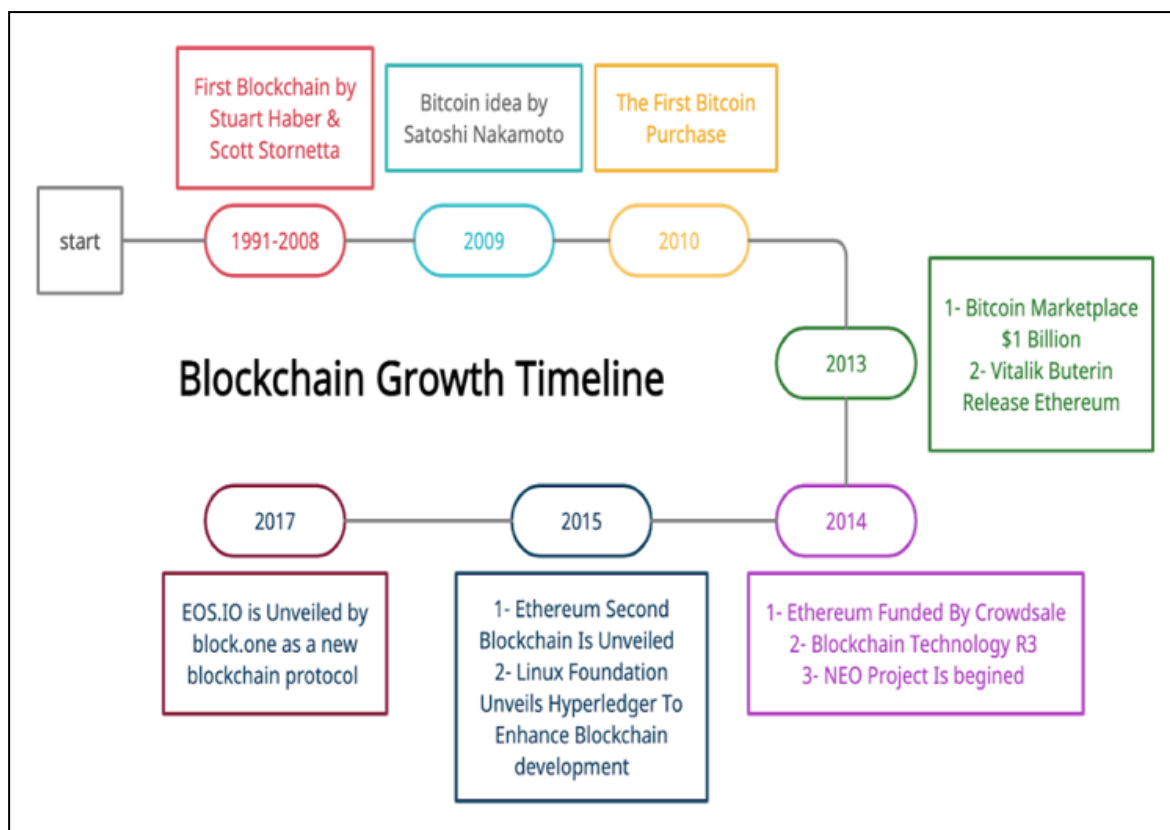 First Blockchain by
Stuart Haber &
Scott Stornetta
Bitcoin idea by
Satoshi Nakamoto
The First Bitcoin
Purchase
start
1991-2008
2009
2010
1- Bitcoin Marketplace
$1 Billion
2- Vitalik Buterin
Release Ethereum
2013
Blockchain Growth Timeline
2017
2015
2014
EOS.IO is Unveiled by
block.one as a new
blockchain protocol
1- Ethereum Second
Blockchain Is Unveiled
2- Linux Foundation
Unveils Hyperledger To
Enhance Blockchain
development
1- Ethereum Funded By Crowdsale
2- Blockchain Technology R3
3- NEO Project Is begined